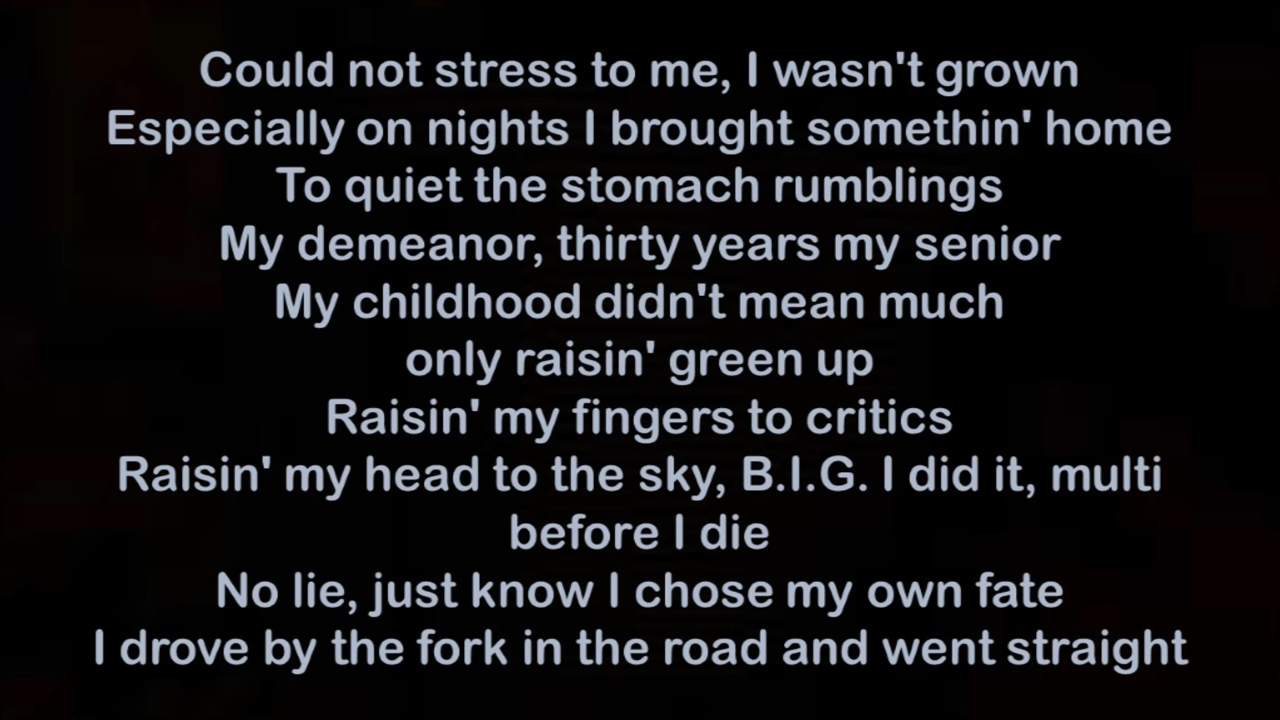 Could not stress to me, I wasn't grown
Especially on nights I brought somethin' home
To quiet the stomach rumblings
My demeanor, thirty years my senior
My childhood didn't mean much
only raisin' green up
Raisin' my fingers to critics
Raisin' my head to the sky, B.I.G. I did it, multi
before I die
No lie, just know I chose my own fate
I drove by the fork in the road and went straight